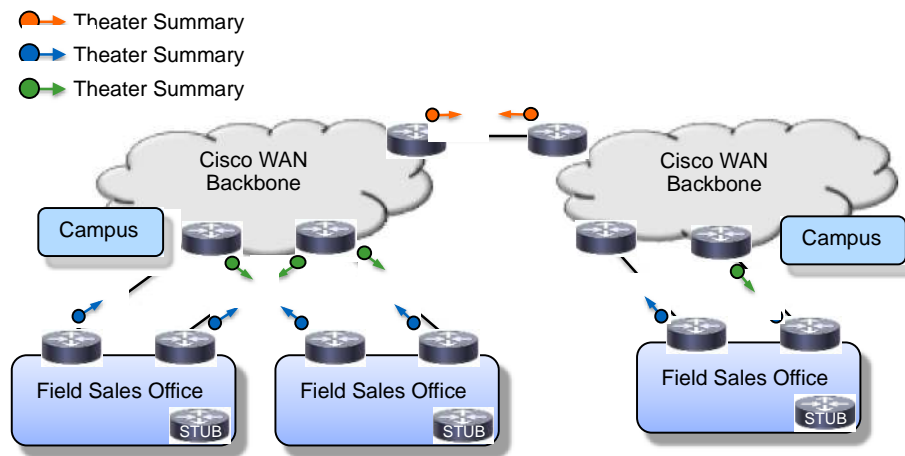 Theater Summary
Theater Summary
Theater Summary
Cisco WAN
Backbone
Cisco WAN
Backbone
Campus
Campus
Field Sales Office
STUB
Field Sales Office
STUB
Field Sales Office
STUB